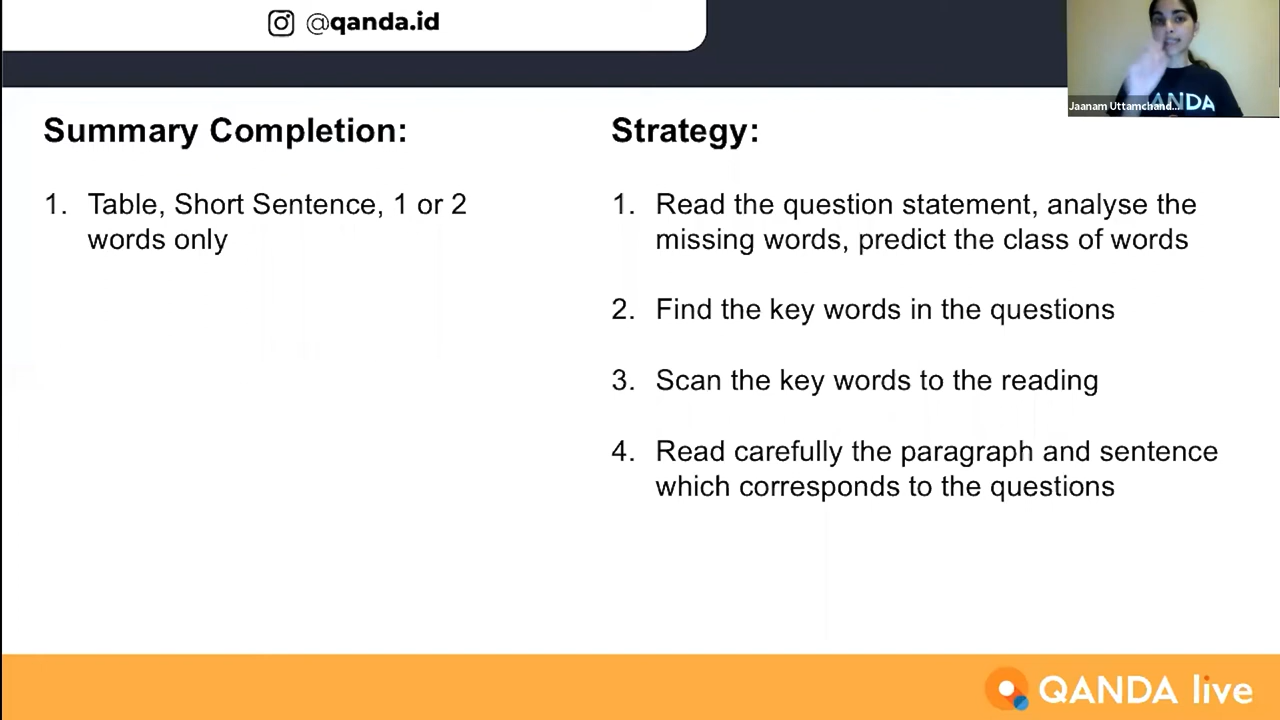 @qanda.id
Jaanam Uttamchand...
ANDA
Summary Completion:
1. Table, Short Sentence, 1 or 2
words only
Strategy:
1. Read the question statement, analyse the
missing words, predict the class of words
2. Find the key words in the questions
3. Scan the key words to the reading
4. Read carefully the paragraph and sentence
which corresponds to the questions
QANDA live